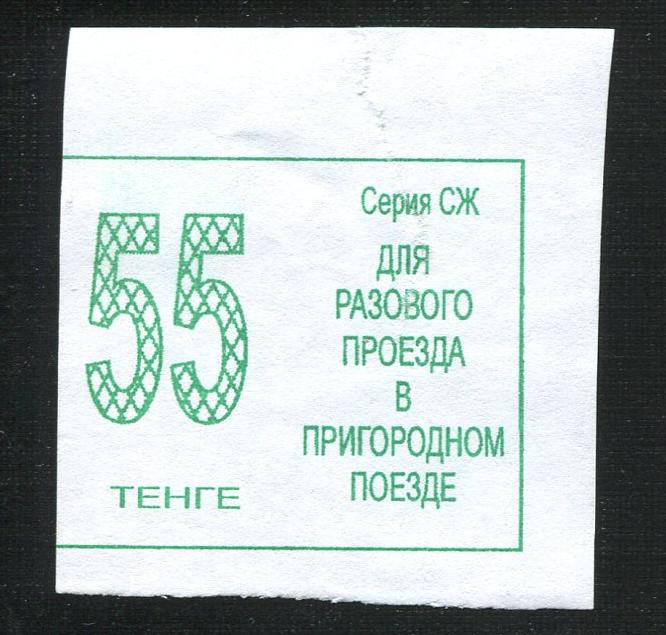 Серия СЖ
55
ТЕНГЕ
ДЛЯ
РАЗОВОГО
ПРОЕЗДА
В
ПРИГОРОДНОМ
ПОЕЗДЕ